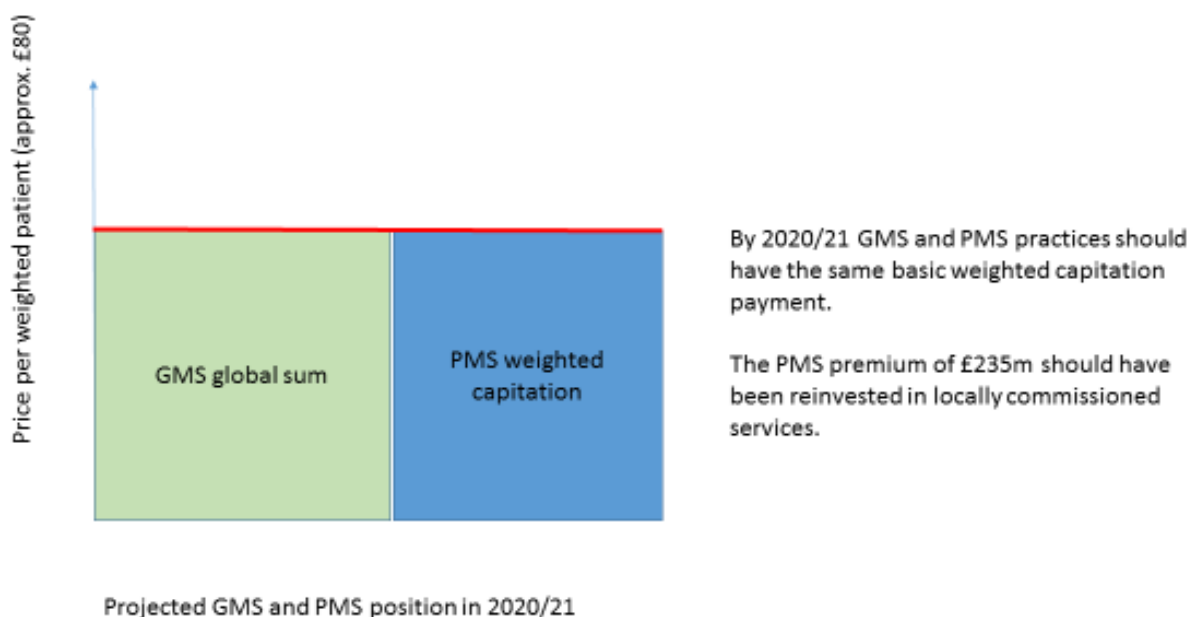 Price per weighted patient (approx. £80)
GMS global sum
PMS weighted
capitation
By 2020/21 GMS and PMS practices should
have the same basic weighted capitation
payment.
The PMS premium of £235m should have
been reinvested in locally commissioned
services.
Projected GMS and PMS position in 2020/21